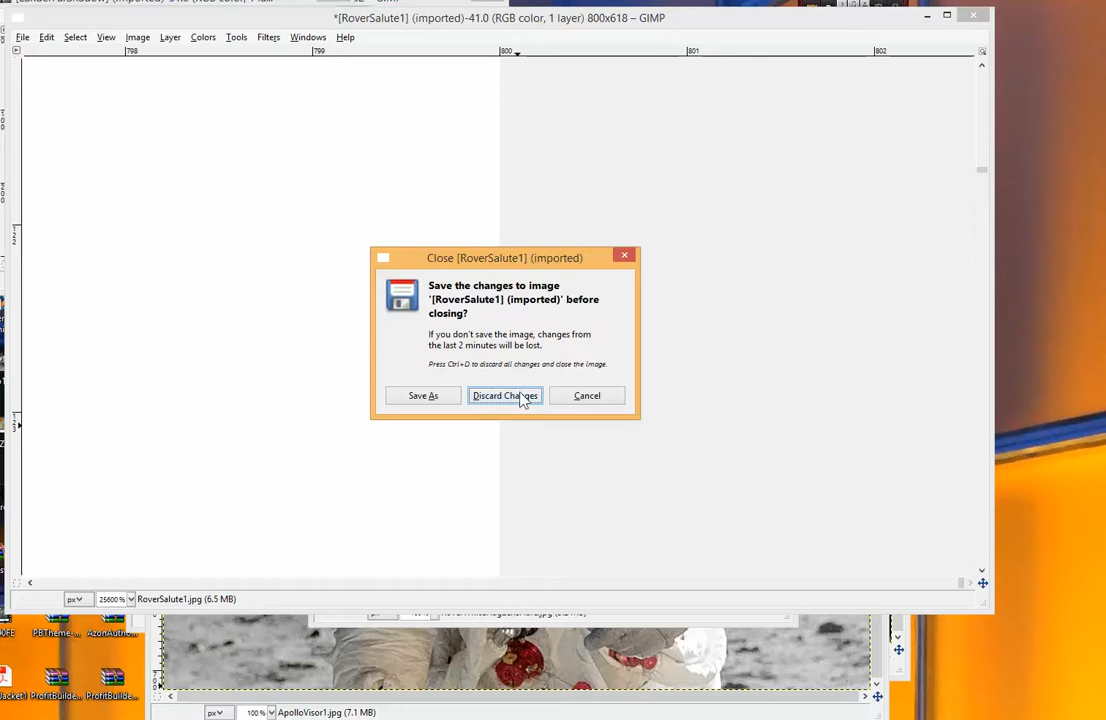 *[RoverSalute1] (imported)-41.0 (RGB color, 1 layer) 800x618 – GIMP
File Edit Select View Image Layer Colors Tools Filters Windows Help
798 799 800 801 802
Close [RoverSalute1] (imported)
Save the changes to image
'[RoverSalute1] (imported)' before
closing?
If you don't save the image, changes from
the last 2 minutes will be lost.
Press Ctrl+D to discard all changes and close the image.
Save As Discard Changes Cancel
px 25600 % RoverSalute1.jpg (6.5 MB)
PBTheme-... AzonAutho...
ProfitBuilde... ProfitBuilde...
px 100 % ApolloVisor1.jpg (7.1 MB)